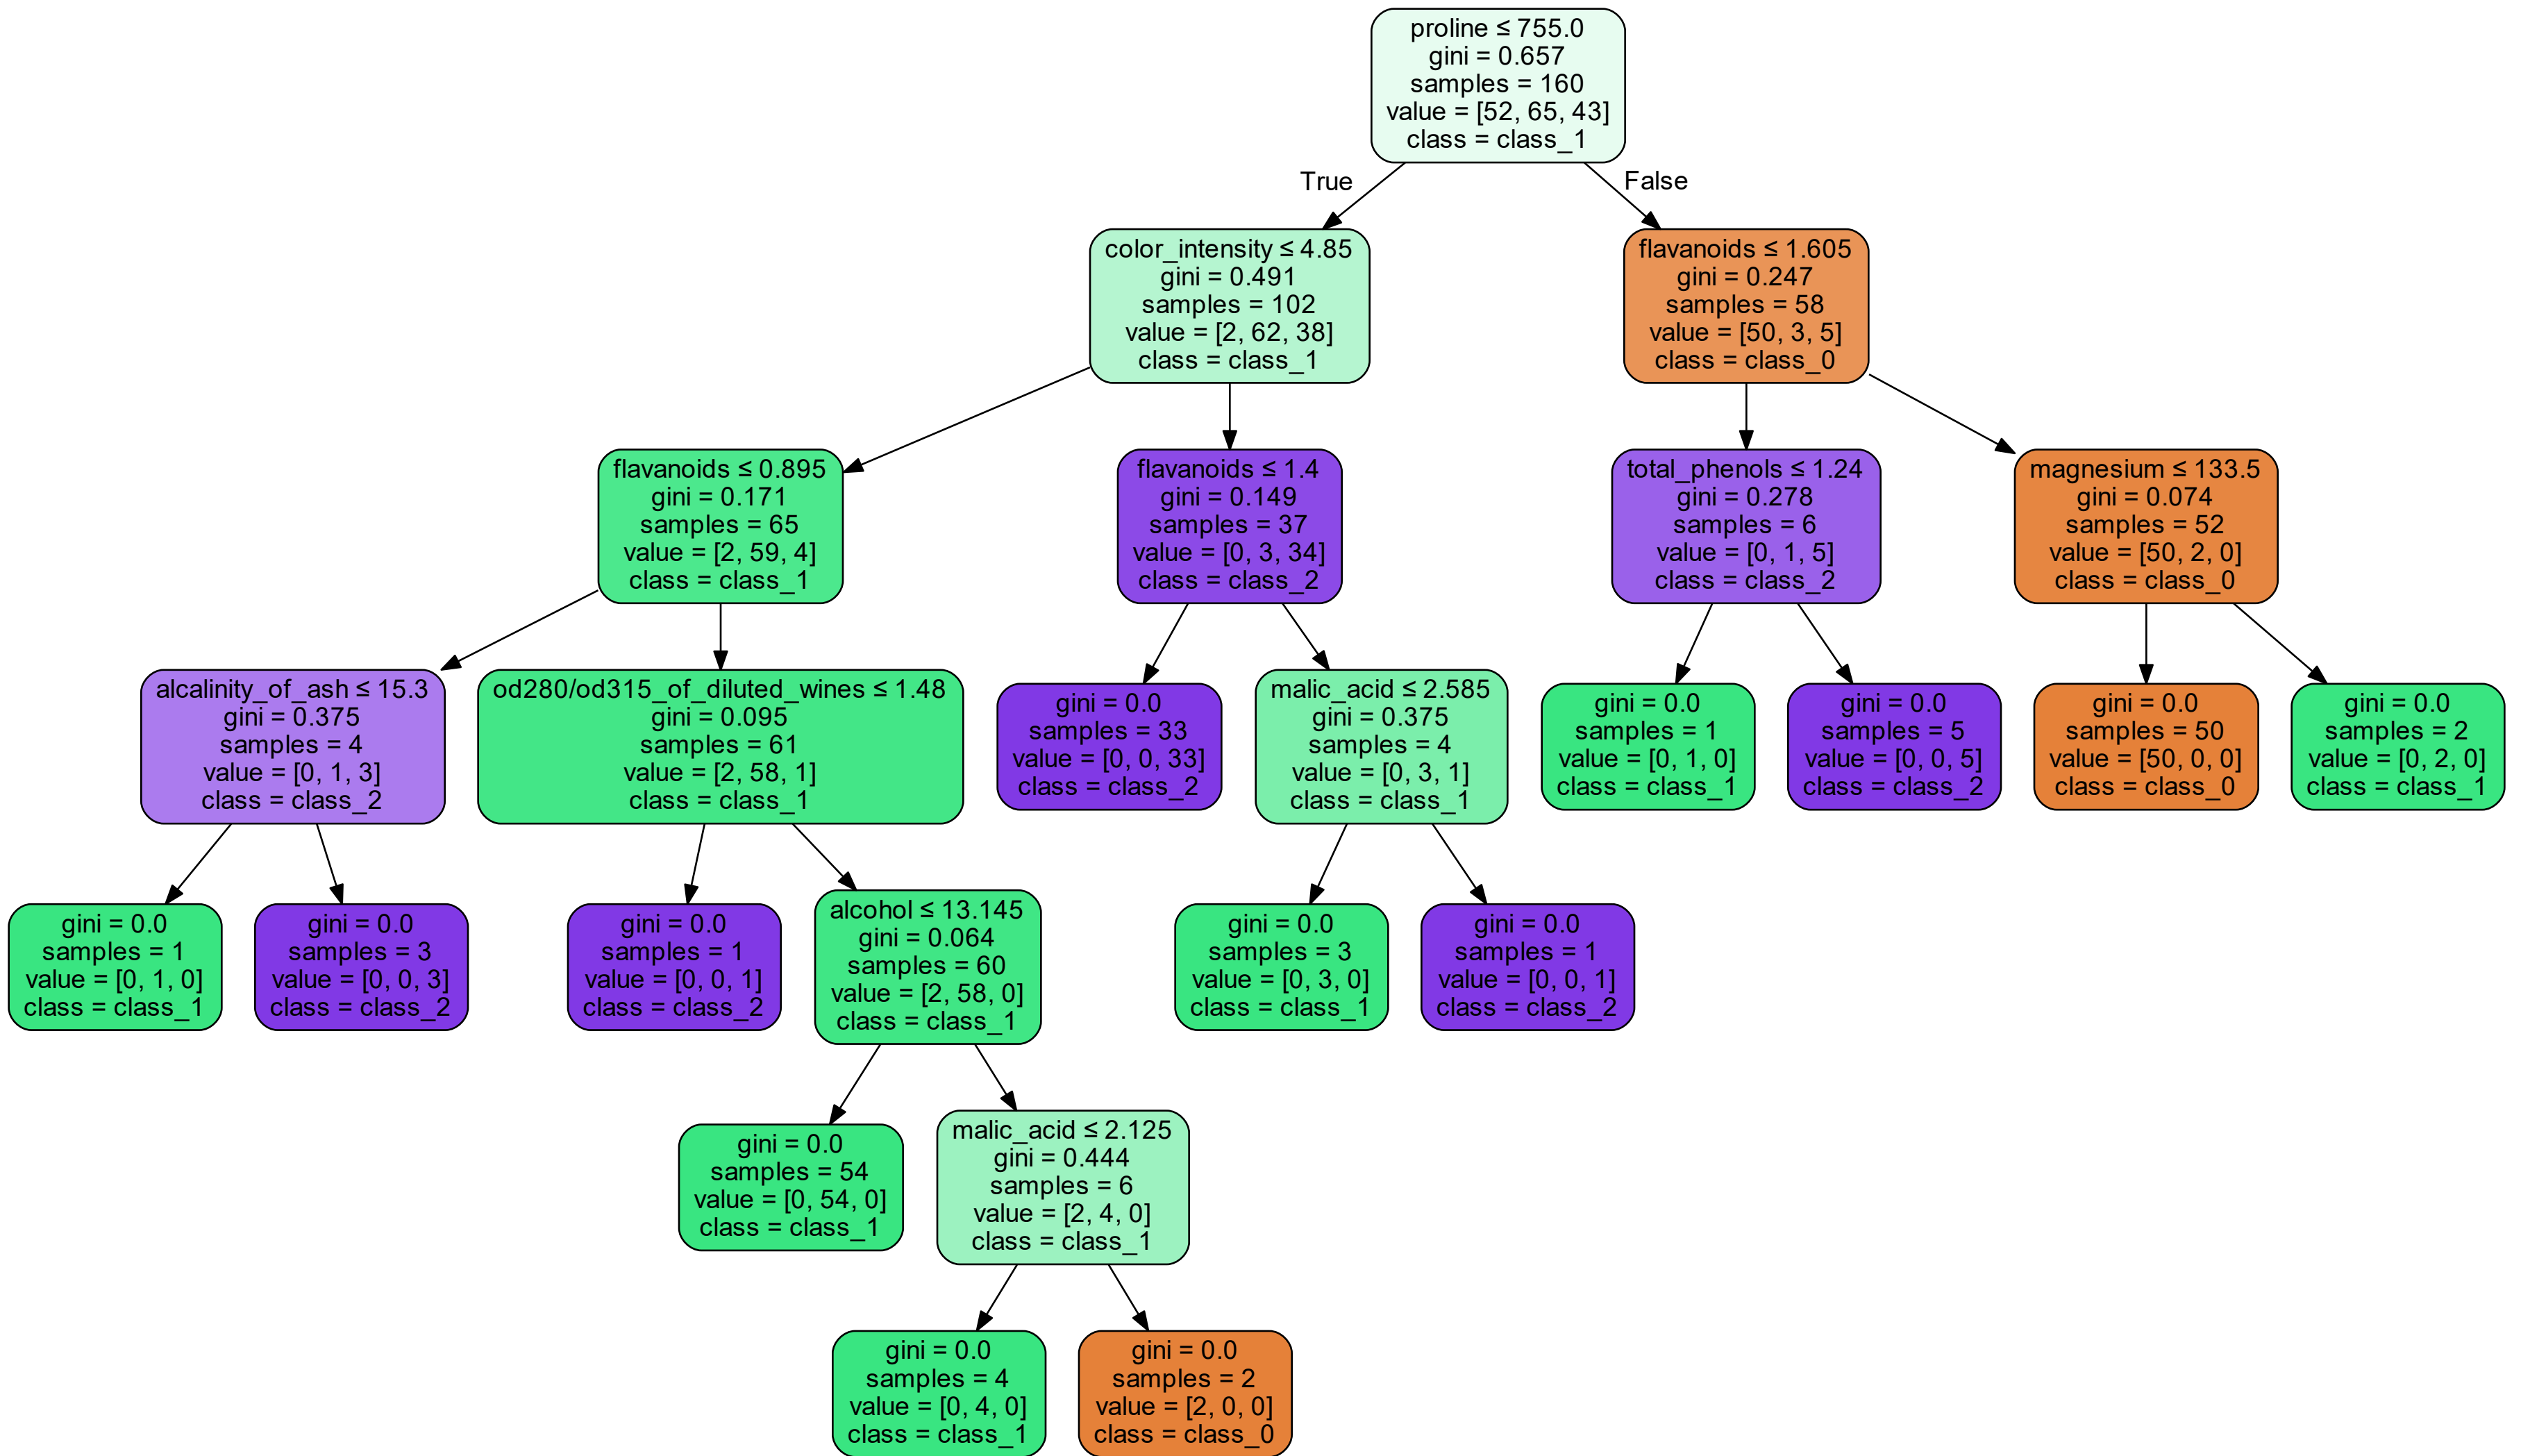 proline ≤ 755.0
gini = 0.657
samples = 160
value = [52, 65, 43]
class = class_1
True
False
color_intensity ≤ 4.85
gini = 0.491
samples = 102
value = [2, 62, 38]
class = class_1
flavanoids ≤ 1.605
gini = 0.247
samples = 58
value = [50, 3, 5]
class = class_0
flavanoids ≤ 0.895
gini = 0.171
samples = 65
value = [2, 59, 4]
class = class_1
flavanoids ≤ 1.4
gini = 0.149
samples = 37
value = [0, 3, 34]
class = class_2
total_phenols ≤ 1.24
gini = 0.278
samples = 6
value = [0, 1, 5]
class = class_2
magnesium ≤ 133.5
gini = 0.074
samples = 52
value = [50, 2, 0]
class = class_0
alcalinity_of_ash ≤ 15.3
gini = 0.375
samples = 4
value = [0, 1, 3]
class = class_2
od280/od315_of_diluted_wines ≤ 1.48
gini = 0.095
samples = 61
value = [2, 58, 1]
class = class_1
gini = 0.0
samples = 33
value = [0, 0, 33]
class = class_2
malic_acid ≤ 2.585
gini = 0.375
samples = 4
value = [0, 3, 1]
class = class_1
gini = 0.0
samples = 1
value = [0, 1, 0]
class = class_1
gini = 0.0
samples = 5
value = [0, 0, 5]
class = class_2
gini = 0.0
samples = 50
value = [50, 0, 0]
class = class_0
gini = 0.0
samples = 2
value = [0, 2, 0]
class = class_1
gini = 0.0
samples = 1
value = [0, 1, 0]
class = class_1
gini = 0.0
samples = 3
value = [0, 0, 3]
class = class_2
gini = 0.0
samples = 1
value = [0, 0, 1]
class = class_2
alcohol ≤ 13.145
gini = 0.064
samples = 60
value = [2, 58, 0]
class = class_1
gini = 0.0
samples = 3
value = [0, 3, 0]
class = class_1
gini = 0.0
samples = 1
value = [0, 0, 1]
class = class_2
gini = 0.0
samples = 54
value = [0, 54, 0]
class = class_1
malic_acid ≤ 2.125
gini = 0.444
samples = 6
value = [2, 4, 0]
class = class_1
gini = 0.0
samples = 4
value = [0, 4, 0]
class = class_1
gini = 0.0
samples = 2
value = [2, 0, 0]
class = class_0